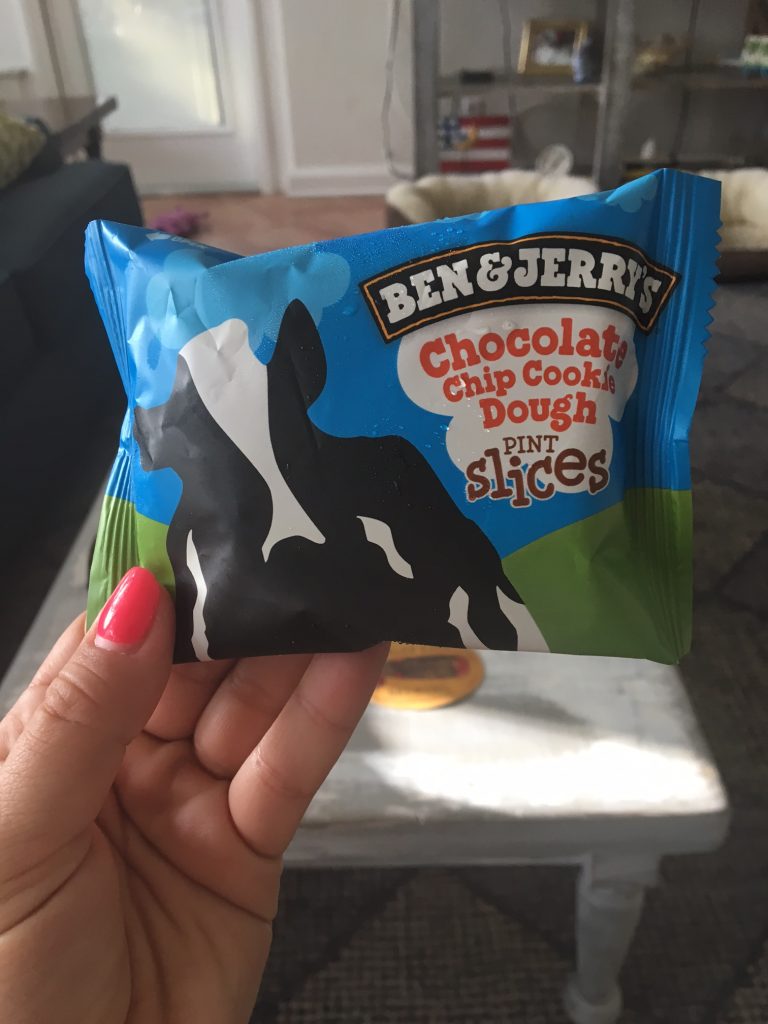 BEN & JERRY'S
Chocolate
Chip Cookie
Dough
PINT
slices